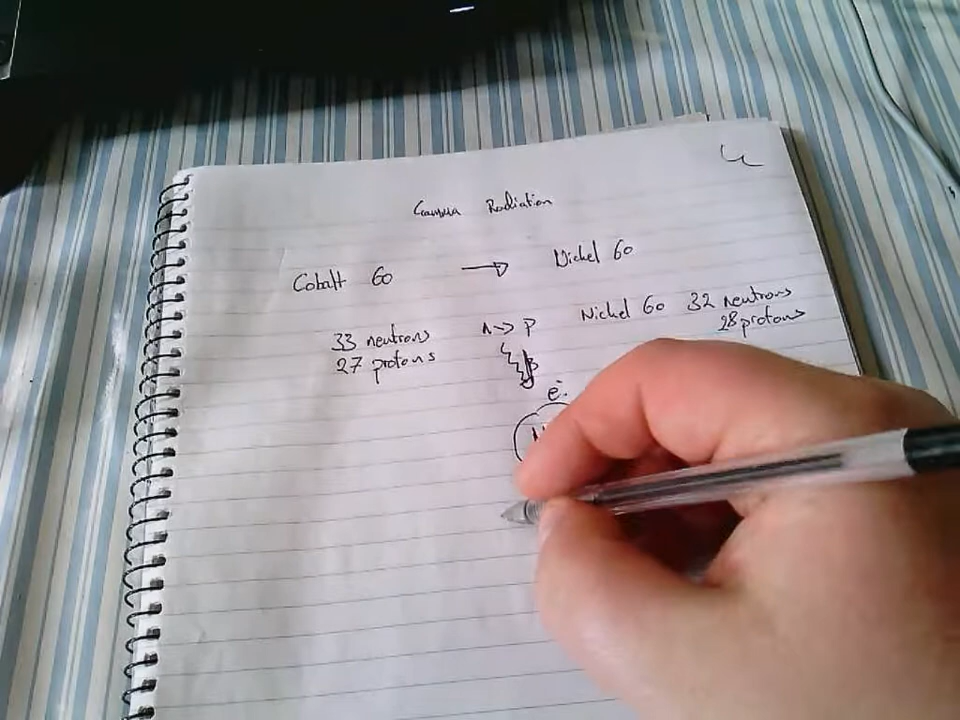 Gamma Radiation
Cobalt 60 → Nickel 60
33 neutrons n → p Nickel 60 32 neutrons
27 protons 28 protons
e⁻